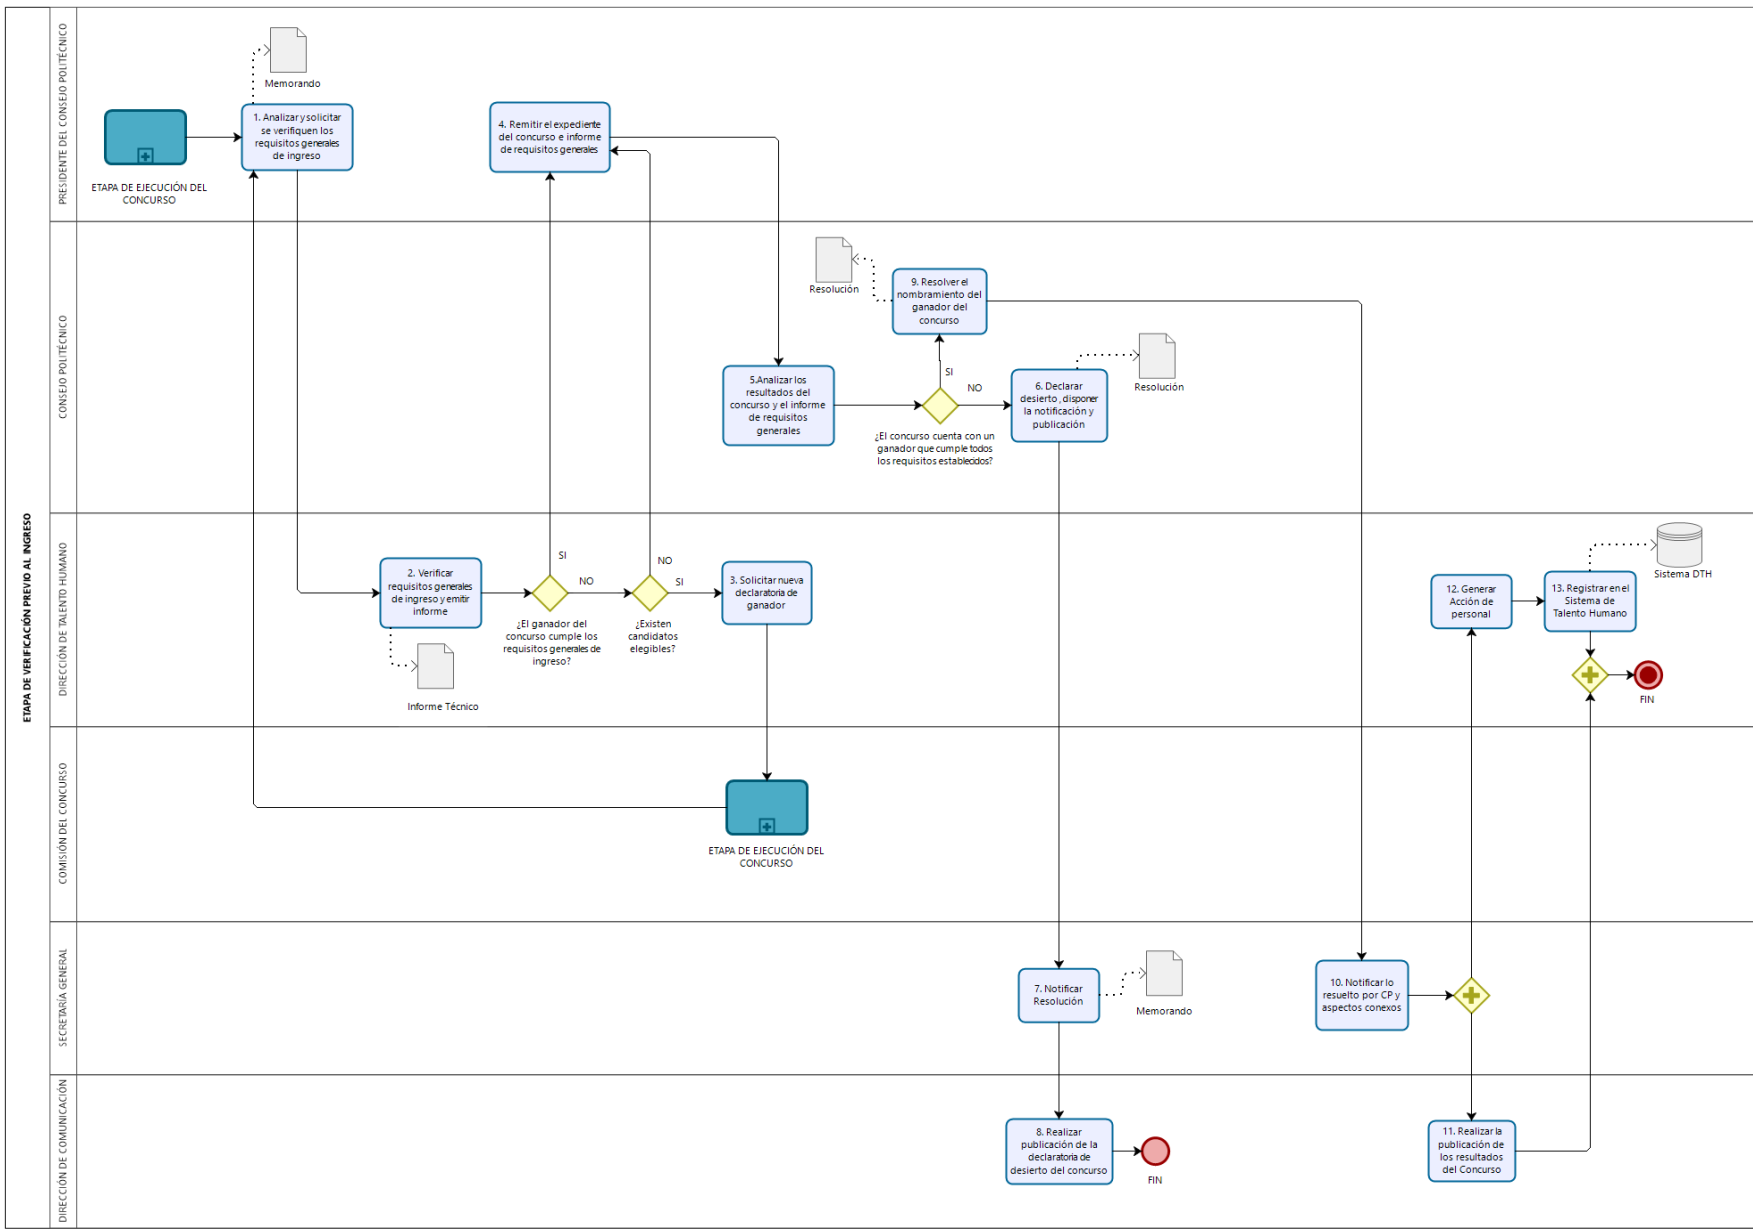 ETAPA DE VERIFICACIÓN PREVIO AL INGRESO
PRESIDENTE DEL CONSEJO POLITÉCNICO
Memorando
ETAPA DE EJECUCIÓN DEL
CONCURSO
1. Analizar y solicitar
se verifiquen los
requisitos generales
de ingreso
4. Remitir el expediente
del concurso e informe
de requisitos generales
CONSEJO POLITÉCNICO
Resolución
9. Resolver el
nombramiento del
ganador del
concurso
5.Analizar los
resultados del
concurso y el informe
de requisitos
generales
SI
NO
¿El concurso cuenta con un
ganador que cumple todos
los requisitos establecidos?
6. Declarar
desierto , disponer
la notificación y
publicación
Resolución
DIRECCIÓN DE TALENTO HUMANO
2. Verificar
requisitos generales
de ingreso y emitir
informe
Informe Técnico
SI
NO
¿El ganador del
concurso cumple los
requisitos generales de
ingreso?
NO
SI
¿Existen
candidatos
elegibles?
3. Solicitar nueva
declaratoria de
ganador
12. Generar
Acción de
personal
13. Registrar en el
Sistema de
Talento Humano
Sistema DTH
FIN
COMISIÓN DEL CONCURSO
ETAPA DE EJECUCIÓN DEL
CONCURSO
SECRETARÍA GENERAL
7. Notificar
Resolución
Memorando
10. Notificar lo
resuelto por CP y
aspectos conexos
DIRECCIÓN DE COMUNICACIÓN
8. Realizar
publicación de la
declaratoria de
desierto del concurso
FIN
11. Realizar la
publicación de
los resultados
del Concurso